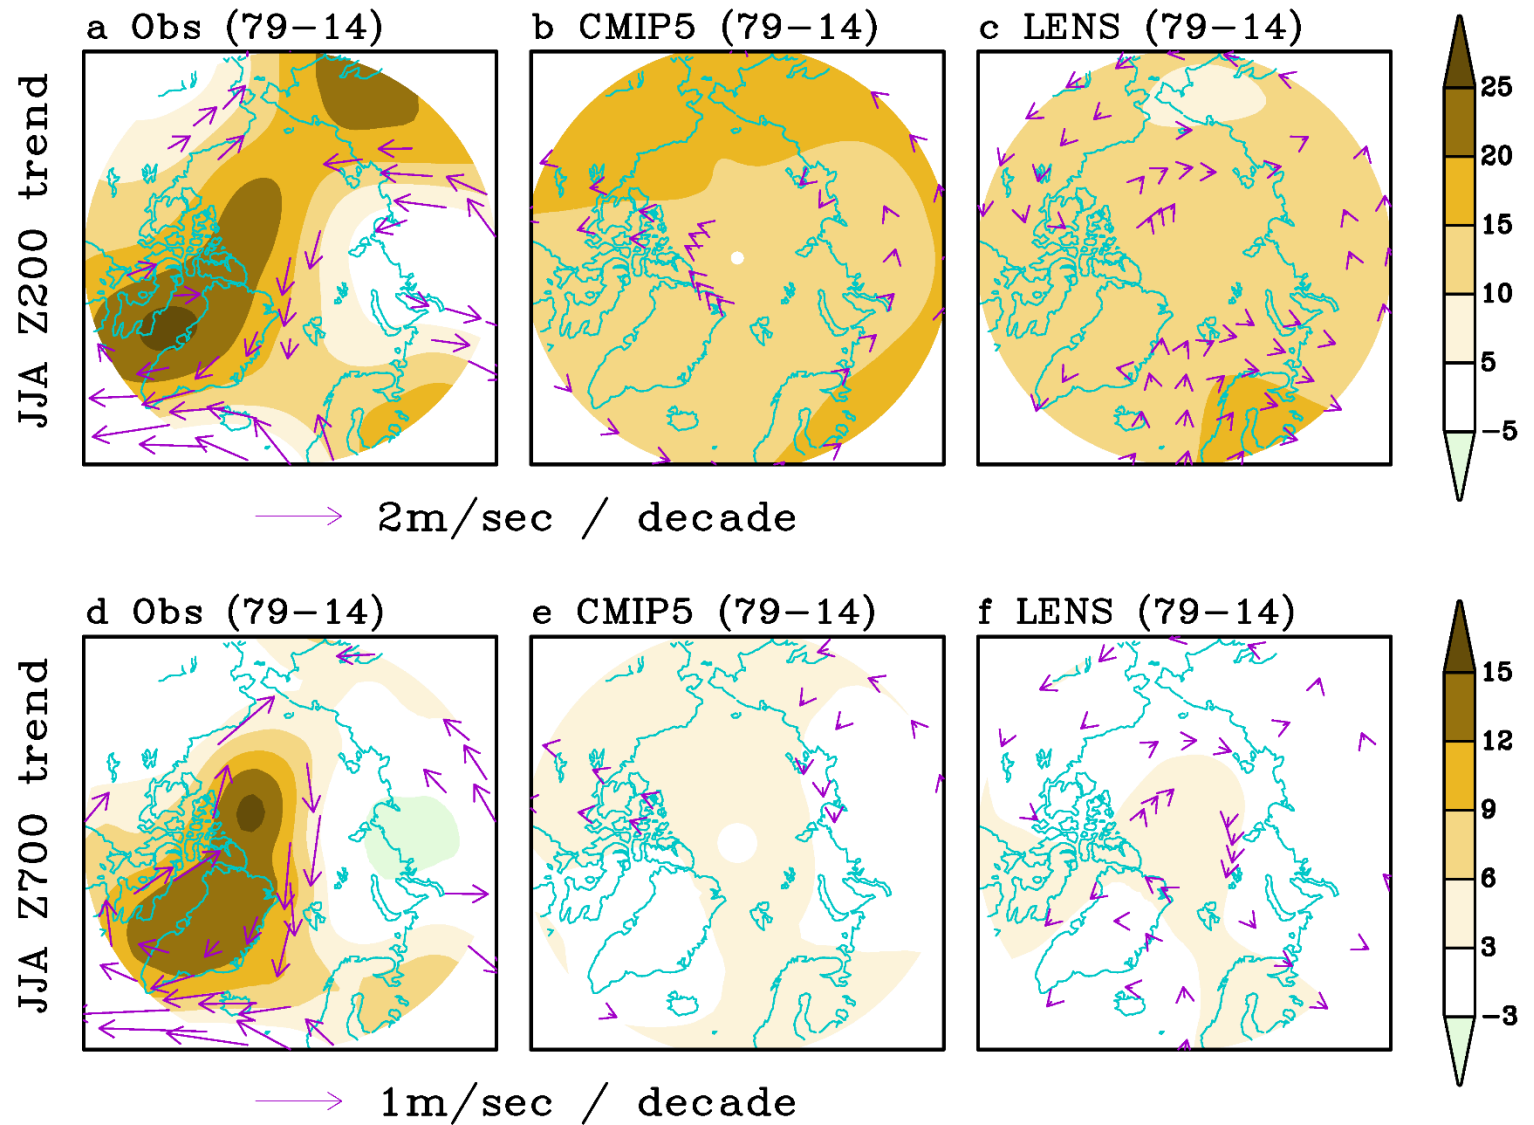 a Obs (79−14)
b CMIP5 (79−14)
c LENS (79−14)
JJA Z200 trend
25
20
15
10
5
−5
2m/sec / decade
d Obs (79−14)
e CMIP5 (79−14)
f LENS (79−14)
JJA Z700 trend
15
12
9
6
3
−3
1m/sec / decade